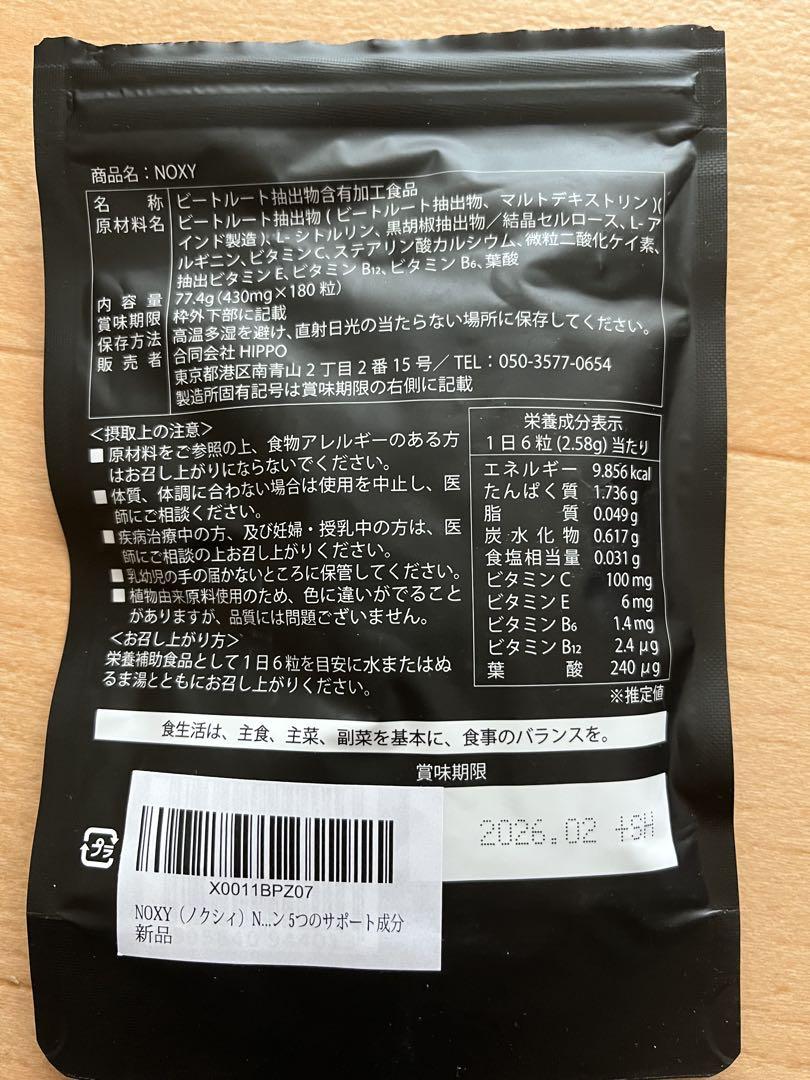 商品名：NOXY
名称 ビートルート抽出物含有加工食品
原材料名 ビートルート抽出物（ビートルート抽出物、マルトデキストリン）（
インド製造）、L-シトルリン、黒胡椒抽出物／結晶セルロース、L-ア
ルギニン、ビタミンC、ステアリン酸カルシウム、微粒二酸化ケイ素、
抽出ビタミンE、ビタミンB₁₂、ビタミンB₆、葉酸
内容量 77.4g（430mg×180粒）
賞味期限 枠外下部に記載
保存方法 高温多湿を避け、直射日光の当たらない場所に保存してください。
販売者 合同会社HIPPO
東京都港区南青山2丁目2番15号／TEL：050-3577-0654
製造所固有記号は賞味期限の右側に記載
＜摂取上の注意＞
■原材料をご参照の上、食物アレルギーのある方
はお召し上がりにならないでください。
■体質、体調に合わない場合は使用を中止し、医
師にご相談ください。
■疾病治療中の方、及び妊婦・授乳中の方は、医
師にご相談の上お召し上がりください。
■乳幼児の手の届かないところに保管してください。
■植物由来原料使用のため、色に違いがでること
がありますが、品質には問題ございません。
＜お召し上がり方＞
栄養補助食品として1日6粒を目安に水またはぬ
るま湯とともにお召し上がりください。
栄養成分表示
1日6粒(2.58g)当たり
エネルギー 9.856kcal
たんぱく質 1.736g
脂質 0.049g
炭水化物 0.617g
食塩相当量 0.031g
ビタミンC 100mg
ビタミンE 6mg
ビタミンB₆ 1.4mg
ビタミンB₁₂ 2.4μg
葉酸 240μg
※推定値
食生活は、主食、主菜、副菜を基本に、食事のバランスを。
賞味期限
2026.02 +SH
プラ
X0011BPZ07
NOXY（ノクシィ）N...ン 5つのサポート成分
新品